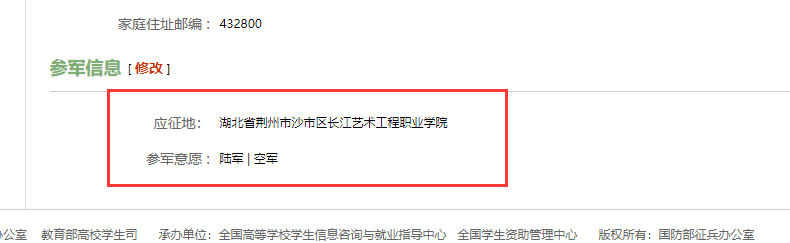 家庭住址邮编 : 432800
参军信息 [ 修改 ]
应征地: 湖北省荆州市沙市区长江艺术工程职业学院
参军意愿 : 陆军 | 空军
办公室 教育部高校学生司 承办单位: 全国高等学校学生信息咨询与就业指导中心 全国学生资助管理中心 版权所有: 国防部征兵办公室